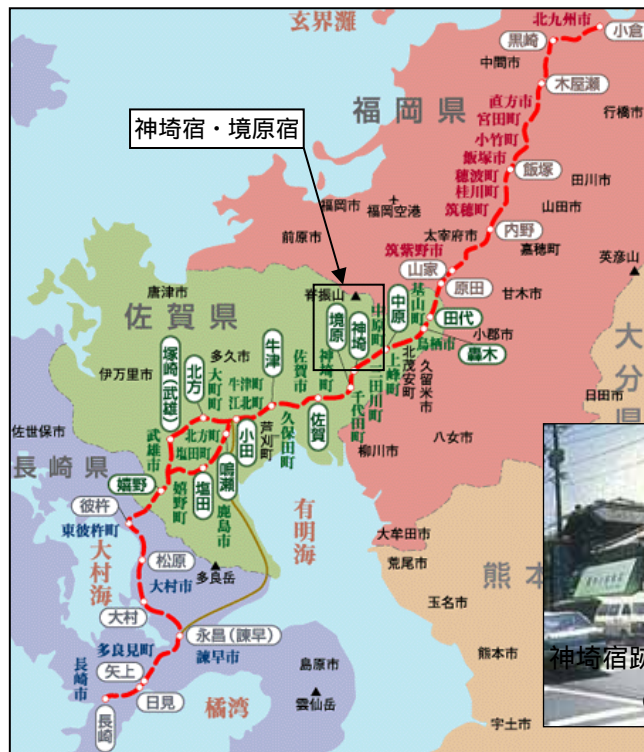 玄界灘
北九州市
小倉
黒崎
中間市
木屋瀬
福岡県
行橋市
直方市
宮田町
小竹町
飯塚市
穂波町
桂川町
筑穂町
飯塚
田川市
山田市
神埼宿・境原宿
福岡市
福岡空港
前原市
太宰府市
内野
嘉穂町
筑紫野市
英彦山
山家
原田
甘木市
脊振山
唐津市
佐賀県
境原
神埼
中原町
中原
基山町
田代
小郡市
鳥栖市
轟木
大分県
日田市
伊万里市
塚崎(武雄)
北方
大町町
多久市
牛津町
江北町
牛津
佐賀市
神埼町
千代田町
三田川町
上峰町
北茂安町
久留米市
八女市
柳川市
佐世保市
長崎県
武雄市
北方町
塩田町
小田
芦刈町
久保田町
佐賀
嬉野
嬉野町
塩田
鳴瀬
鹿島市
有明海
大牟田市
荒尾市
彼杵
東彼杵町
大村海
松原
大村市
多良岳
大村
玉名市
熊本
永昌(諫早)
諫早市
多良見町
矢上
長崎市
日見
長崎
橘湾
島原市
雲仙岳
熊本市
宇土市
神埼宿跡